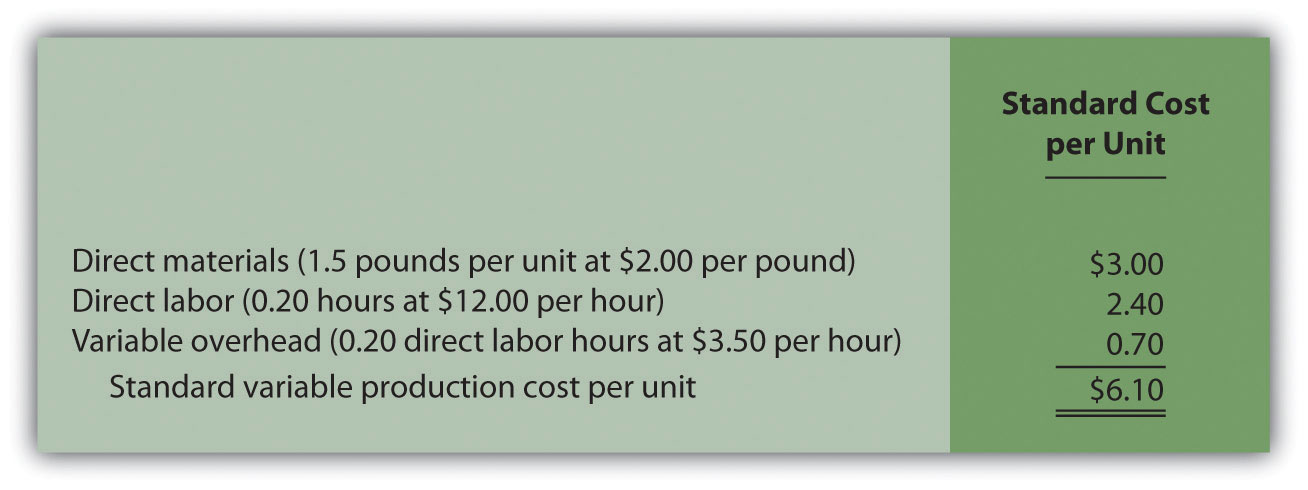 Standard Cost
per Unit
Direct materials (1.5 pounds per unit at $2.00 per pound) $3.00
Direct labor (0.20 hours at $12.00 per hour) 2.40
Variable overhead (0.20 direct labor hours at $3.50 per hour) 0.70
Standard variable production cost per unit $6.10